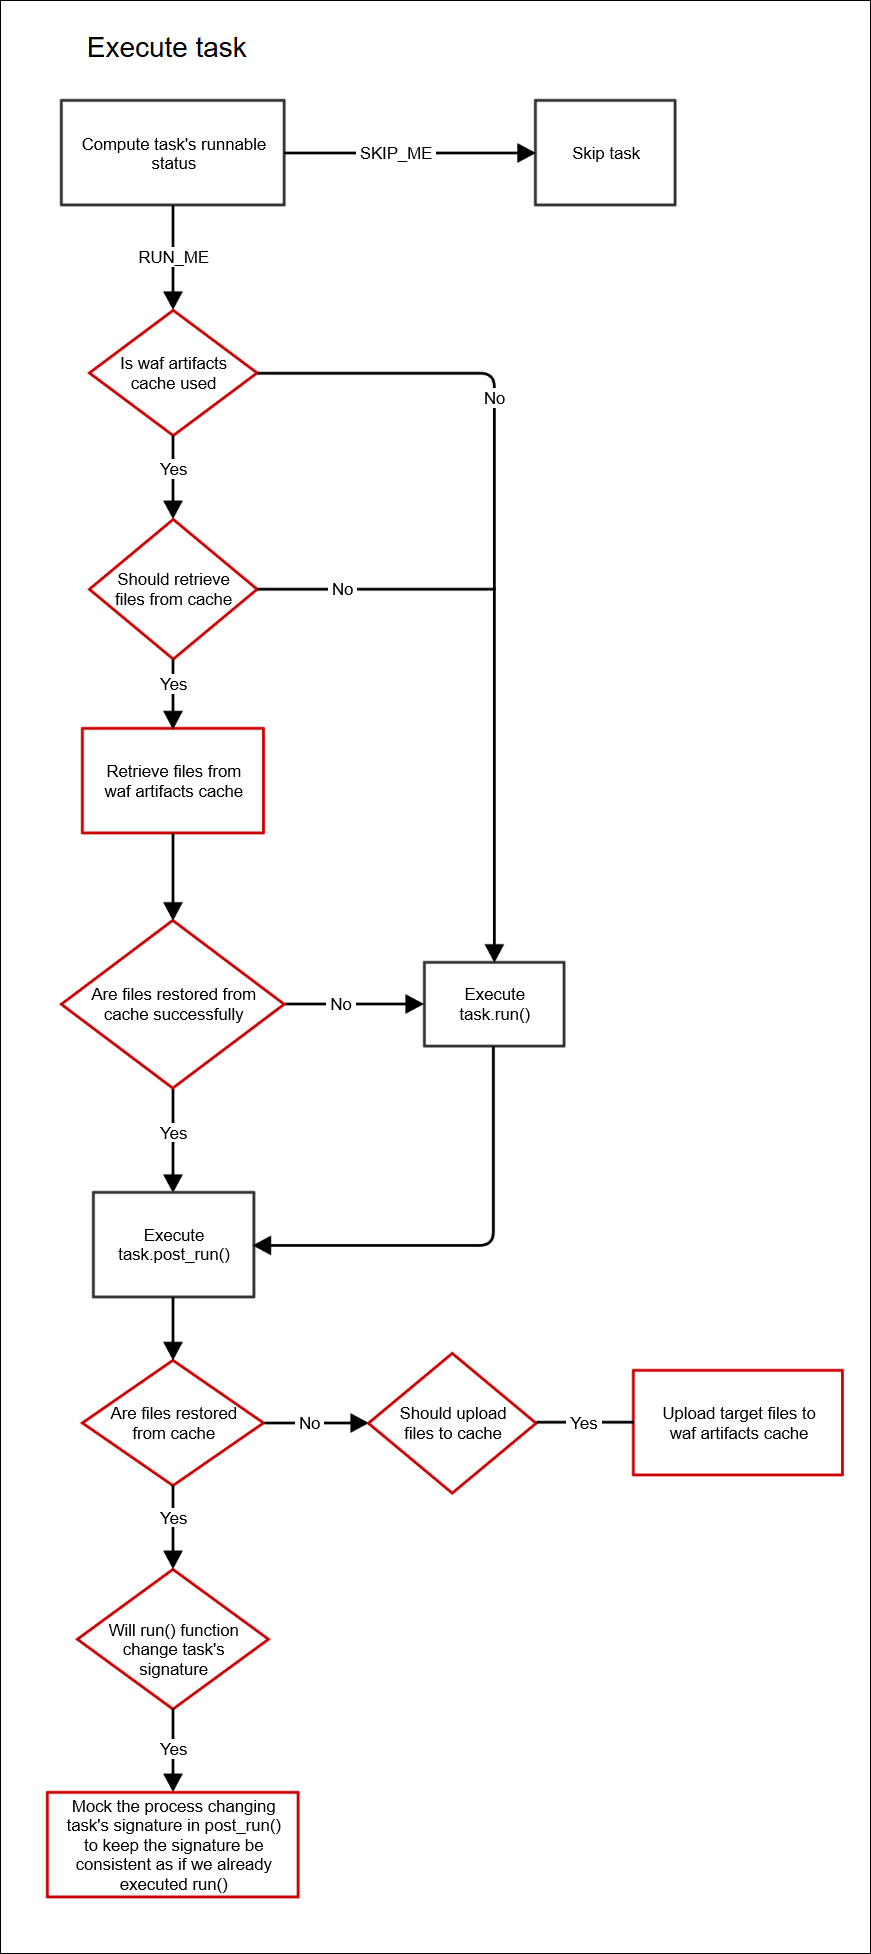 Execute task
Compute task's runnable
status
SKIP_ME
Skip task
RUN_ME
Is waf artifacts
cache used
No
Yes
Should retrieve
files from cache
No
Yes
Retrieve files from
waf artifacts cache
Are files restored from
cache successfully
No
Execute
task.run()
Yes
Execute
task.post_run()
Are files restored
from cache
No
Should upload
files to cache
Yes
Upload target files to
waf artifacts cache
Yes
Will run() function
change task's
signature
Yes
Mock the process changing
task's signature in post_run()
to keep the signature be
consistent as if we already
executed run()